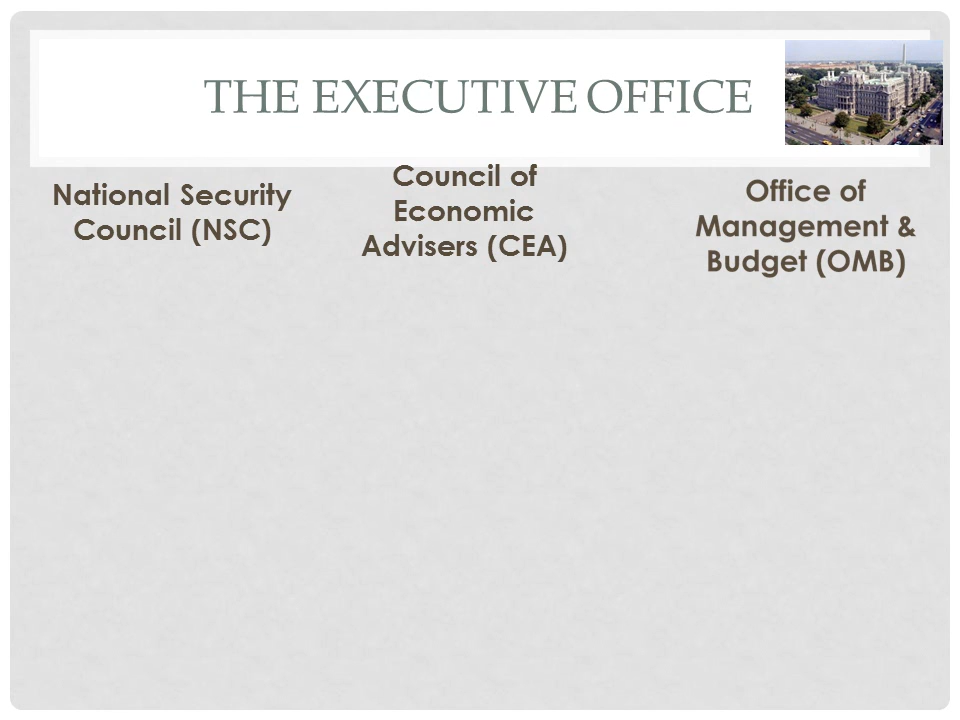 THE EXECUTIVE OFFICE
National Security
Council (NSC)
Council of
Economic
Advisers (CEA)
Office of
Management &
Budget (OMB)